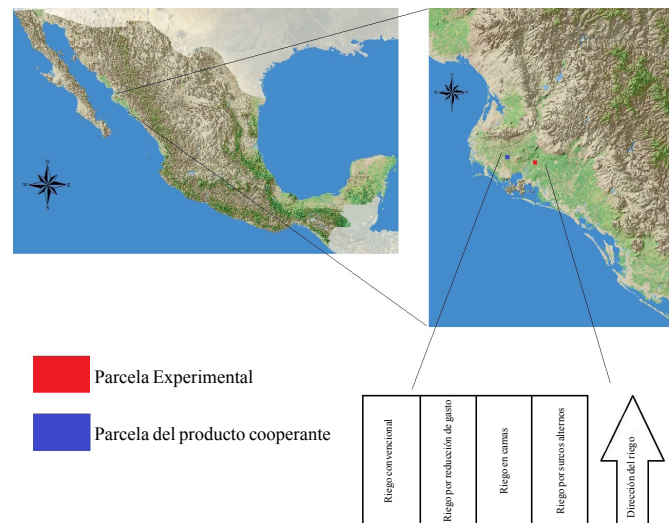 Parcela Experimental
Parcela del producto cooperante
Riego convencional
Riego por reducción de gasto
Riego en camas
Riego por surcos alternos
Dirección del riego